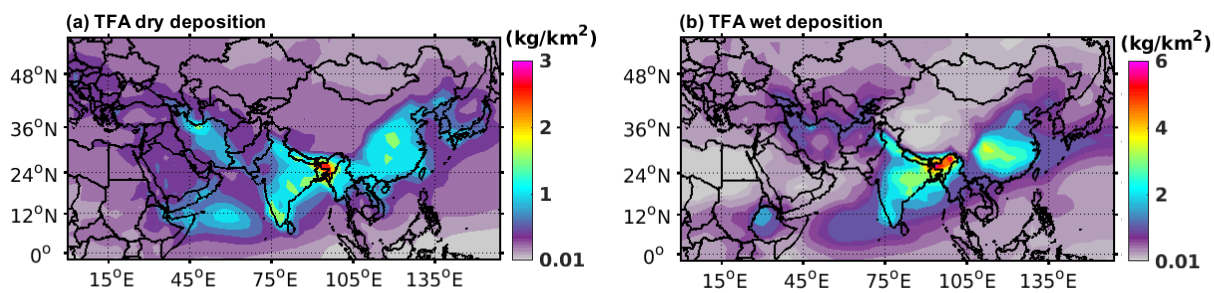 (a) TFA dry deposition
(kg/km²)
3
2
1
0.01
48°N
36°N
24°N
12°N
0°
15°E 45°E 75°E 105°E 135°E
(b) TFA wet deposition
(kg/km²)
6
4
2
0.01
48°N
36°N
24°N
12°N
0°
15°E 45°E 75°E 105°E 135°E